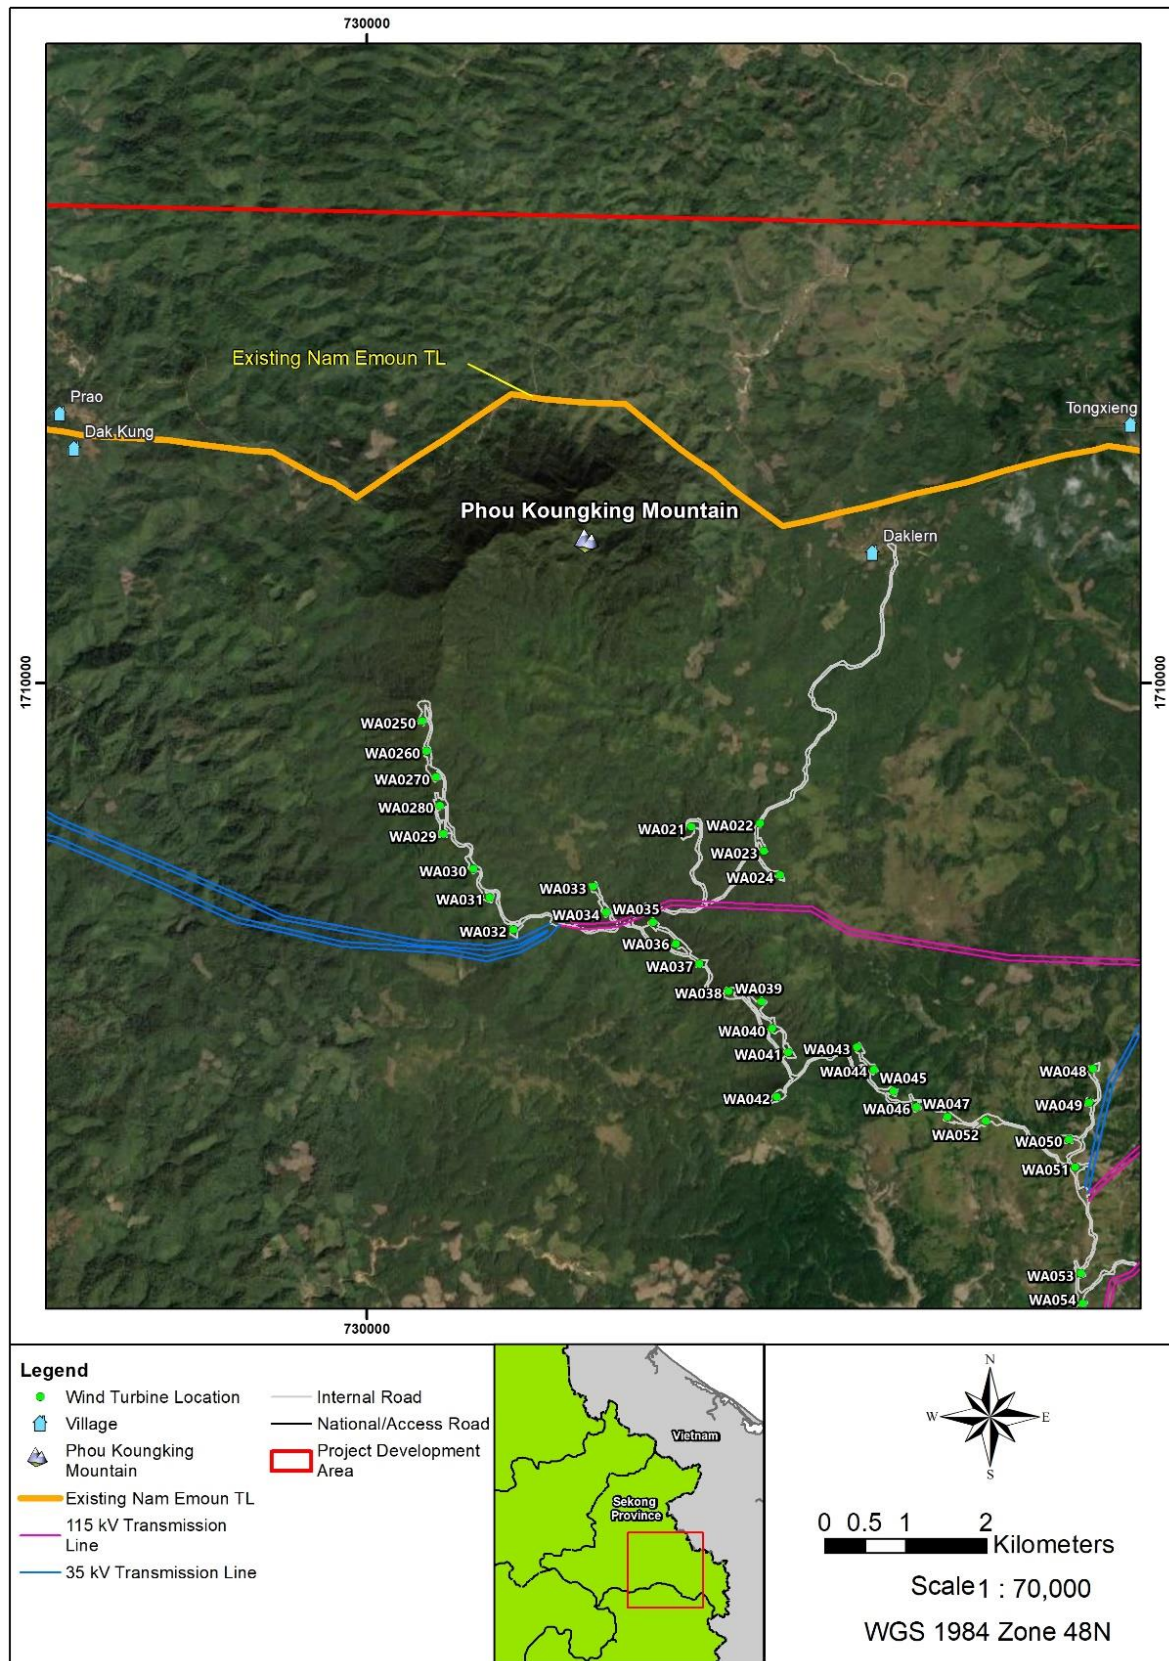 730000
Existing Nam Emoun TL
Prao
Tongxieng
Dak Kung
Phou Koungking Mountain
Daklern
1710000
1710000
WA0250
WA0260
WA0270
WA0280
WA029
WA021
WA022
WA023
WA030
WA024
WA031
WA033
WA032
WA034
WA035
WA036
WA037
WA038
WA039
WA040
WA041
WA043
WA044
WA045
WA042
WA046
WA047
WA048
WA049
WA052
WA050
WA051
WA053
WA054
730000
Legend
Wind Turbine Location
Village
Phou Koungking
Mountain
Existing Nam Emoun TL
115 kV Transmission
Line
35 kV Transmission Line
Internal Road
National/Access Road
Project Development
Area
Vietnam
Sekong
Province
N
W
E
S
0 0.5 1 2
Kilometers
Scale 1 : 70,000
WGS 1984 Zone 48N